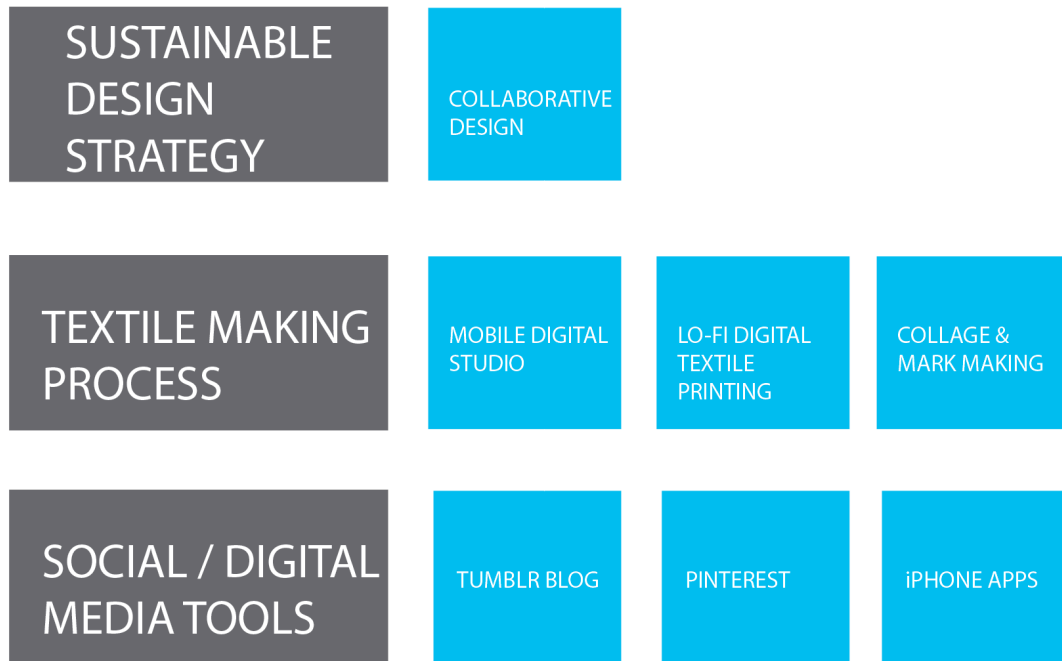 SUSTAINABLE
DESIGN
STRATEGY
COLLABORATIVE
DESIGN
TEXTILE MAKING
PROCESS
MOBILE DIGITAL
STUDIO
LO-FI DIGITAL
TEXTILE
PRINTING
COLLAGE &
MARK MAKING
SOCIAL / DIGITAL
MEDIA TOOLS
TUMBLR BLOG
PINTEREST
iPHONE APPS